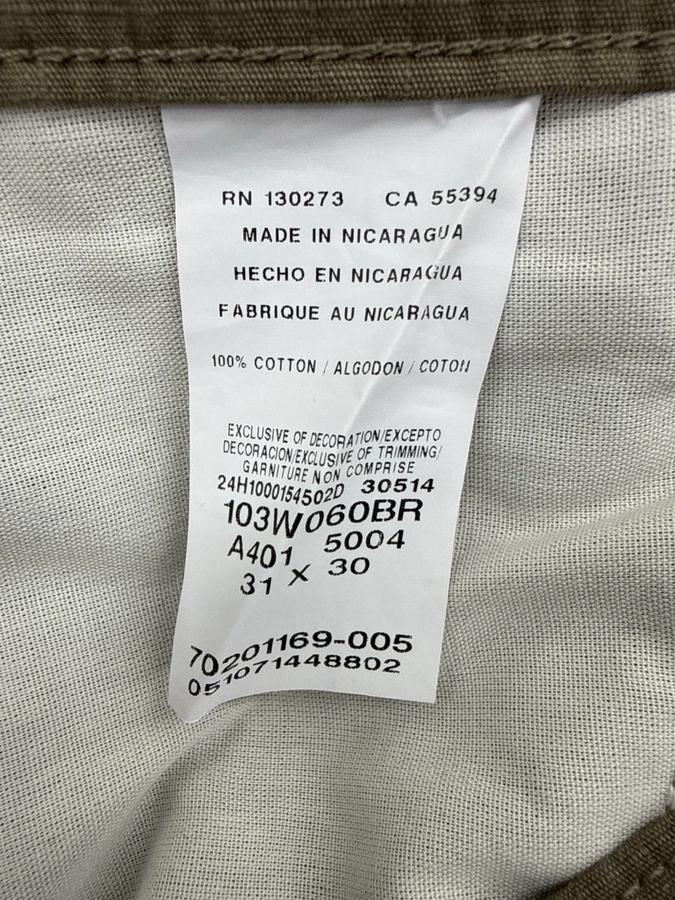 RN 130273 CA 55394
MADE IN NICARAGUA
HECHO EN NICARAGUA
FABRIQUE AU NICARAGUA
100% COTTON / ALGODON / COTON
EXCLUSIVE OF DECORATION/EXCEPTO
DECORACION/EXCLUSIVE OF TRIMMING/
GARNITURE NON COMPRISE
24H1000154502D 30514
103W060BR
A401 5004
31 X 30
70201169-005
051071448802